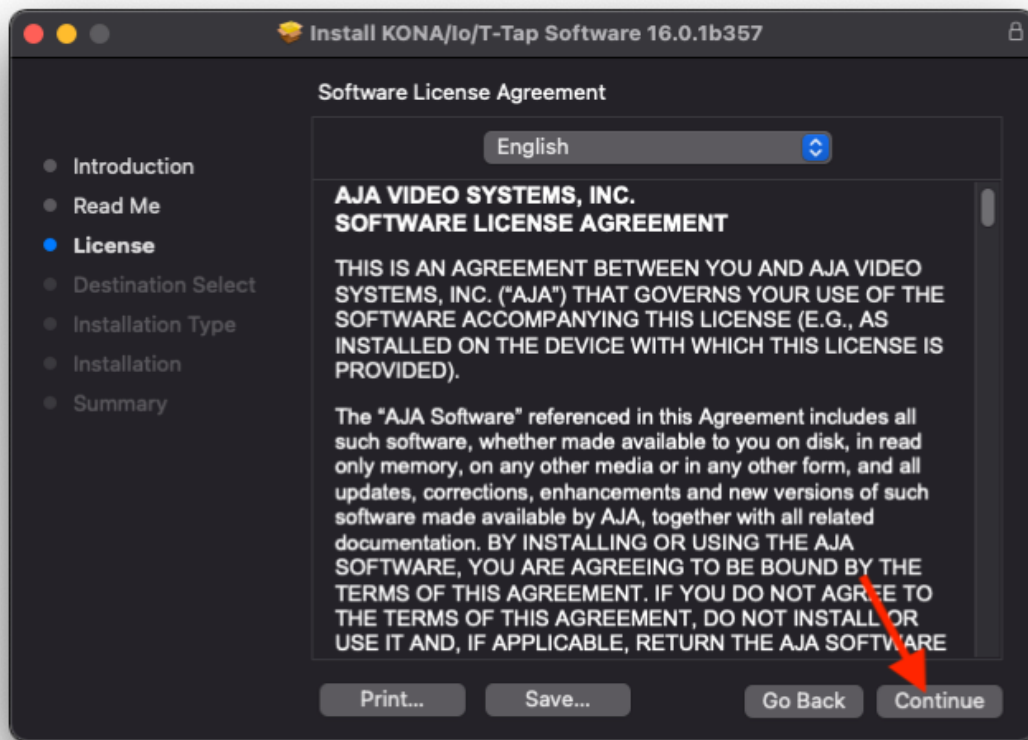 Install KONA/Io/T-Tap Software 16.0.1b357
Software License Agreement
Introduction
Read Me
License
Destination Select
Installation Type
Installation
Summary
English
AJA VIDEO SYSTEMS, INC.
SOFTWARE LICENSE AGREEMENT
THIS IS AN AGREEMENT BETWEEN YOU AND AJA VIDEO
SYSTEMS, INC. (“AJA”) THAT GOVERNS YOUR USE OF THE
SOFTWARE ACCOMPANYING THIS LICENSE (E.G., AS
INSTALLED ON THE DEVICE WITH WHICH THIS LICENSE IS
PROVIDED).
The “AJA Software” referenced in this Agreement includes all
such software, whether made available to you on disk, in read
only memory, on any other media or in any other form, and all
updates, corrections, enhancements and new versions of such
software made available by AJA, together with all related
documentation. BY INSTALLING OR USING THE AJA
SOFTWARE, YOU ARE AGREEING TO BE BOUND BY THE
TERMS OF THIS AGREEMENT. IF YOU DO NOT AGREE TO
THE TERMS OF THIS AGREEMENT, DO NOT INSTALL OR
USE IT AND, IF APPLICABLE, RETURN THE AJA SOFTWARE
Print...
Save...
Go Back
Continue